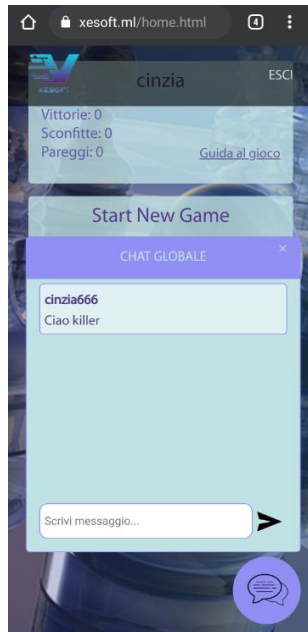 xesoft.ml/home.html
4
XESOFT
cinzia
ESCI
Vittorie: 0
Sconfitte: 0
Pareggi: 0
Guida al gioco
Start New Game
CHAT GLOBALE
×
cinzia666
Ciao killer
Scrivi messaggio...